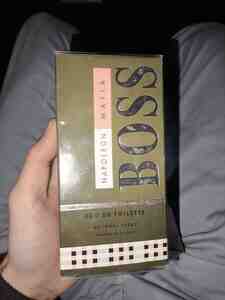 NAPOLEON MAFIA
BOSS
EAU DE TOILETTE
NATURAL SPRAY